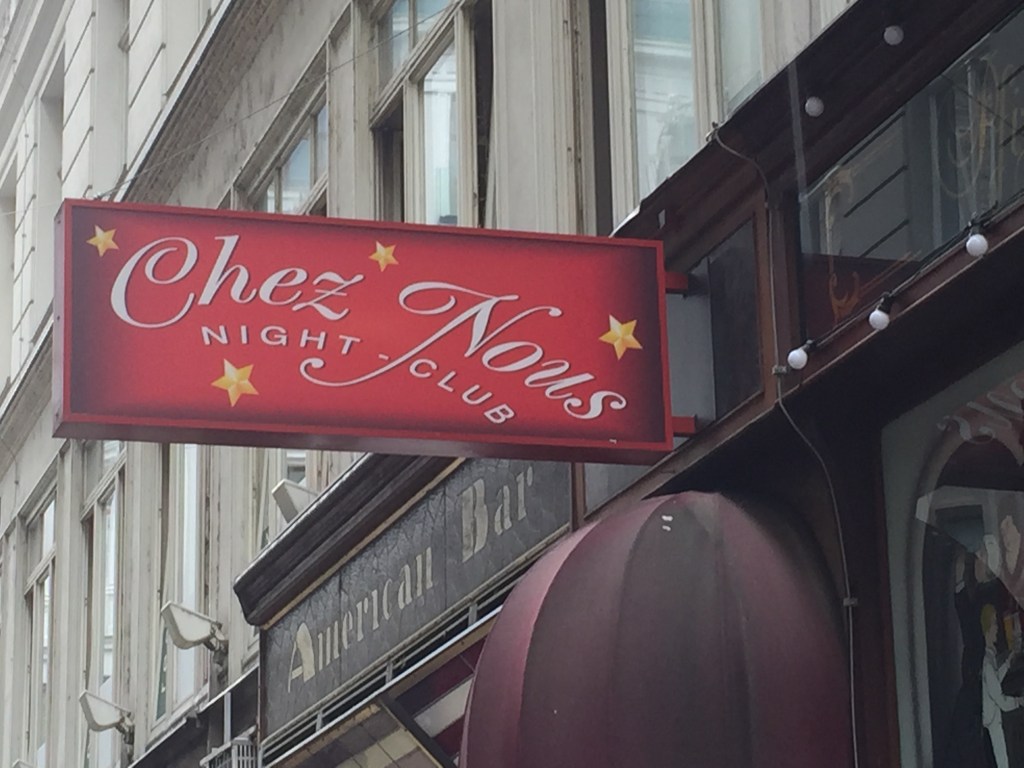 Chez Nous
NIGHT-CLUB
American Bar